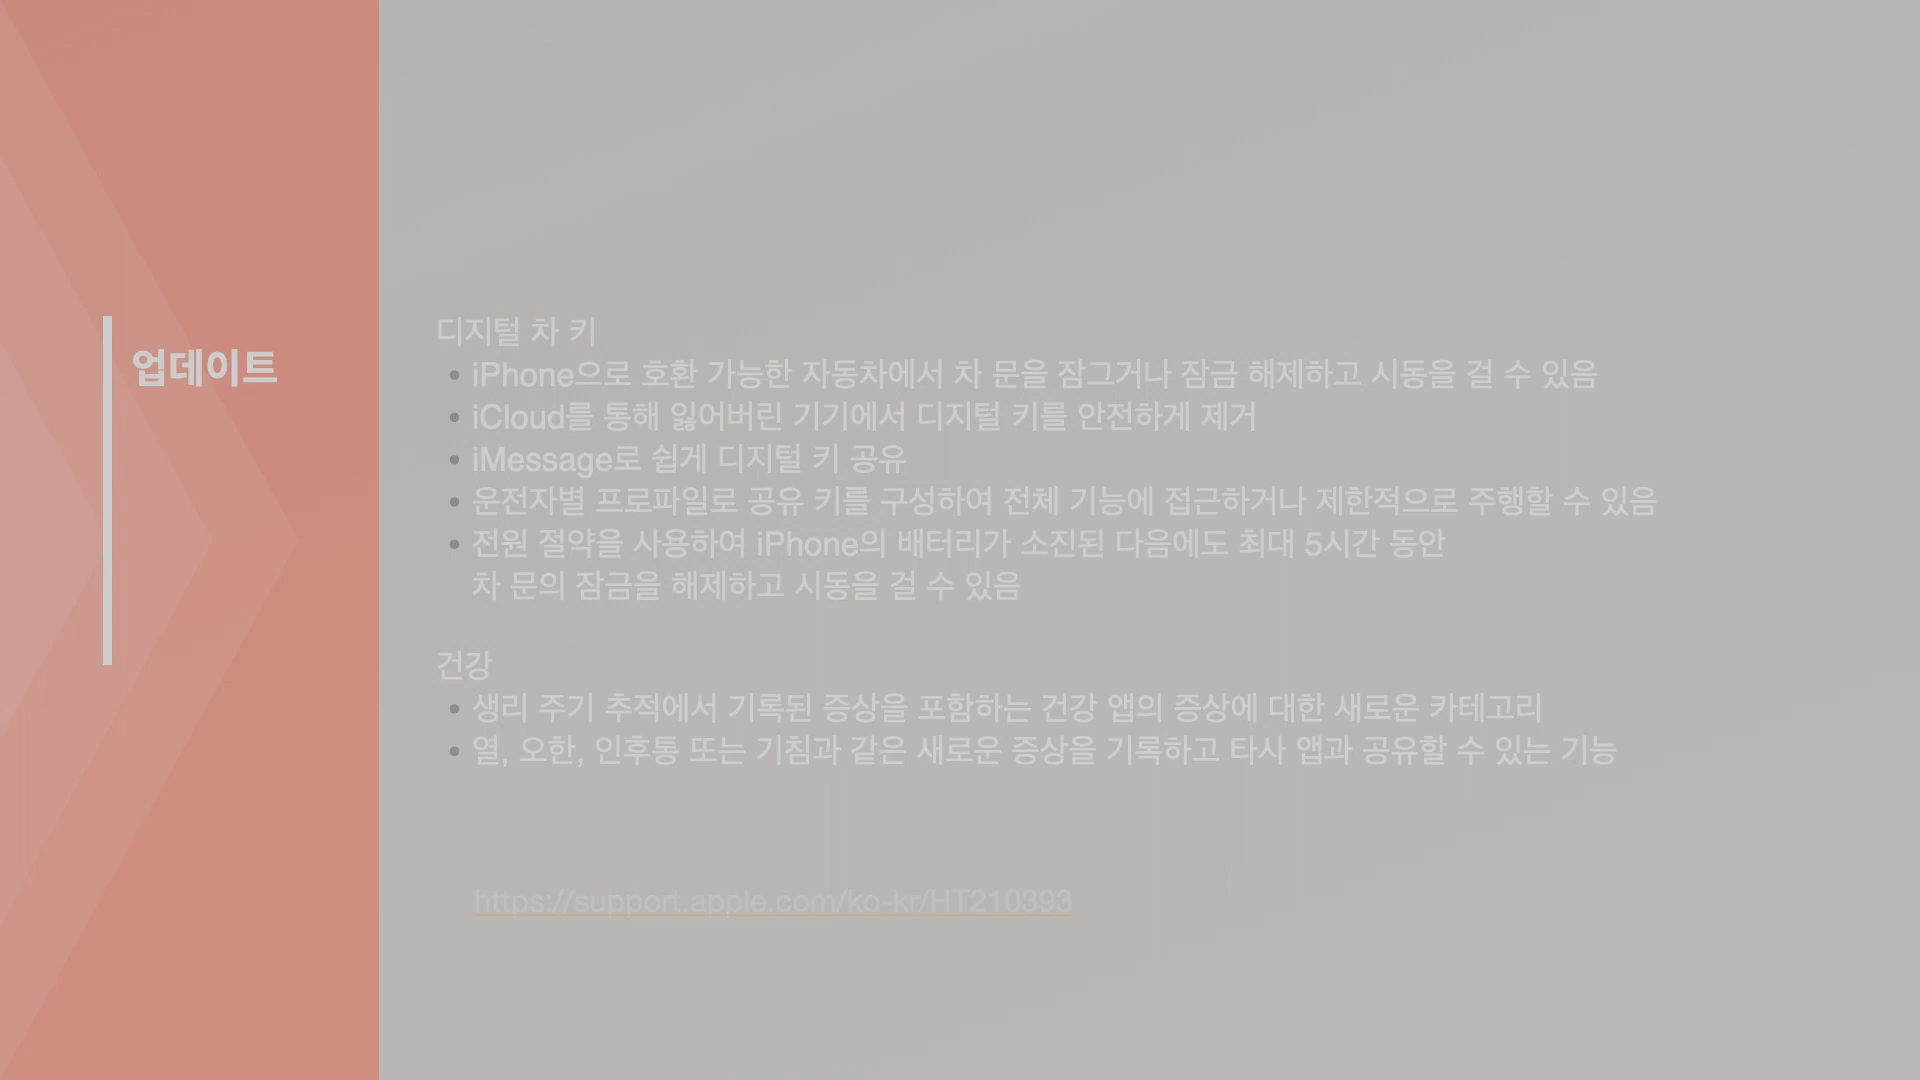 업데이트
디지털 차 키
• iPhone으로 호환 가능한 자동차에서 차 문을 잠그거나 잠금 해제하고 시동을 걸 수 있음
• iCloud를 통해 잃어버린 기기에서 디지털 키를 안전하게 제거
• iMessage로 쉽게 디지털 키 공유
• 운전자별 프로파일로 공유 키를 구성하여 전체 기능에 접근하거나 제한적으로 주행할 수 있음
• 전원 절약을 사용하여 iPhone의 배터리가 소진된 다음에도 최대 5시간 동안
차 문의 잠금을 해제하고 시동을 걸 수 있음
건강
• 생리 주기 추적에서 기록된 증상을 포함하는 건강 앱의 증상에 대한 새로운 카테고리
• 열, 오한, 인후통 또는 기침과 같은 새로운 증상을 기록하고 타사 앱과 공유할 수 있는 기능
https://support.apple.com/ko-kr/HT210393